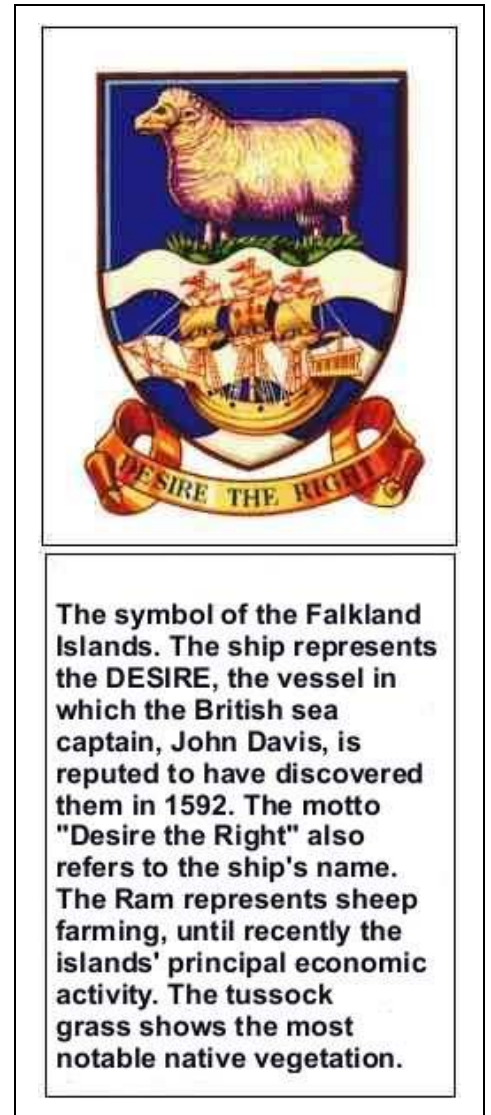 DESIRE THE RIGHT
The symbol of the Falkland
Islands. The ship represents
the DESIRE, the vessel in
which the British sea
captain, John Davis, is
reputed to have discovered
them in 1592. The motto
"Desire the Right" also
refers to the ship's name.
The Ram represents sheep
farming, until recently the
islands' principal economic
activity. The tussock
grass shows the most
notable native vegetation.